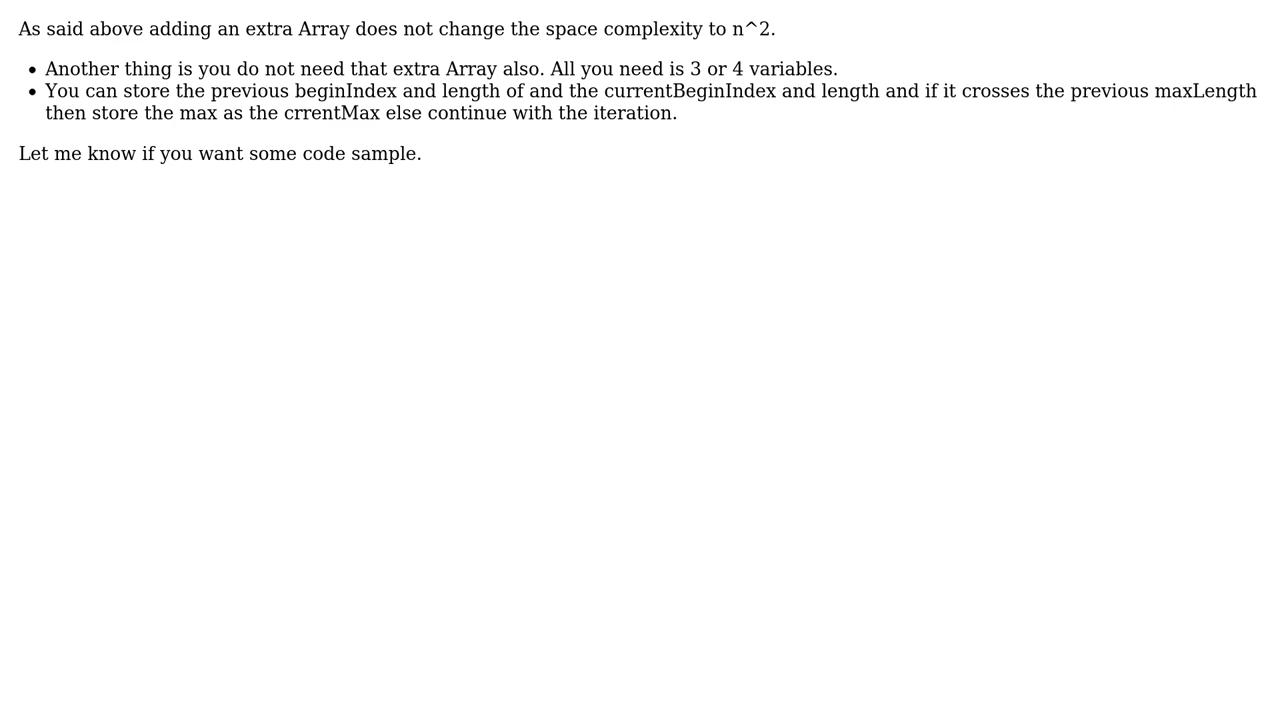 As said above adding an extra Array does not change the space complexity to n^2.
• Another thing is you do not need that extra Array also. All you need is 3 or 4 variables.
• You can store the previous beginIndex and length of and the currentBeginIndex and length and if it crosses the previous maxLength
then store the max as the crrentMax else continue with the iteration.
Let me know if you want some code sample.